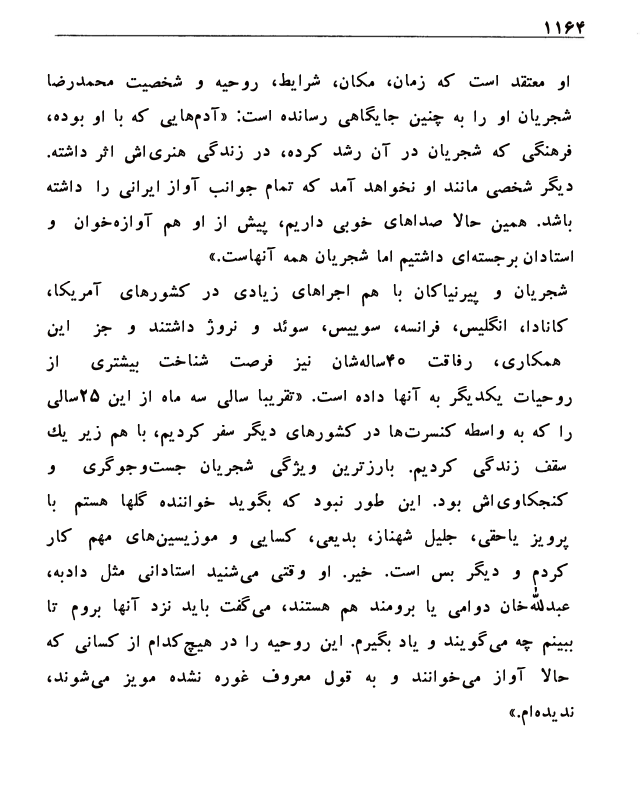 ۱۱۶۴
او معتقد است که زمان، مکان، شرایط، روحیه و شخصیت محمدرضا
شجریان او را به چنین جایگاهی رسانده است: «آدم‌هایی که با او بوده،
فرهنگی که شجریان در آن رشد کرده، در زندگی هنری‌اش اثر داشته.
دیگر شخصی مانند او نخواهد آمد که تمام جوانب آواز ایرانی را داشته
باشد. همین حالا صداهای خوبی داریم، پیش از او هم آوازه‌خوان و
استادان برجسته‌ای داشتیم اما شجریان همه آنهاست.»
شجریان و پیرنیاکان با هم اجراهای زیادی در کشورهای آمریکا،
کانادا، انگلیس، فرانسه، سوییس، سوئد و نروژ داشتند و جز این
همکاری، رفاقت ۴۰ساله‌شان نیز فرصت شناخت بیشتری از
روحیات یکدیگر به آنها داده است. «تقریبا سالی سه ماه از این ۲۵سالی
را که به واسطه کنسرت‌ها در کشورهای دیگر سفر کردیم، با هم زیر یك
سقف زندگی کردیم. بارزترین ویژگی شجریان جست‌وجوگری و
کنجکاوی‌اش بود. این طور نبود که بگوید خواننده گلها هستم با
پرویز یاحقی، جلیل شهناز، بدیعی، کسایی و موزیسین‌های مهم کار
کردم و دیگر بس است. خیر. او وقتی می‌شنید استادانی مثل دادبه،
عبدلله‌خان دوامی یا برومند هم هستند، می‌گفت باید نزد آنها بروم تا
ببینم چه می‌گویند و یاد بگیرم. این روحیه را در هیچ‌کدام از کسانی که
حالا آواز می‌خوانند و به قول معروف غوره نشده مویز می‌شوند،
ندیده‌ام.»